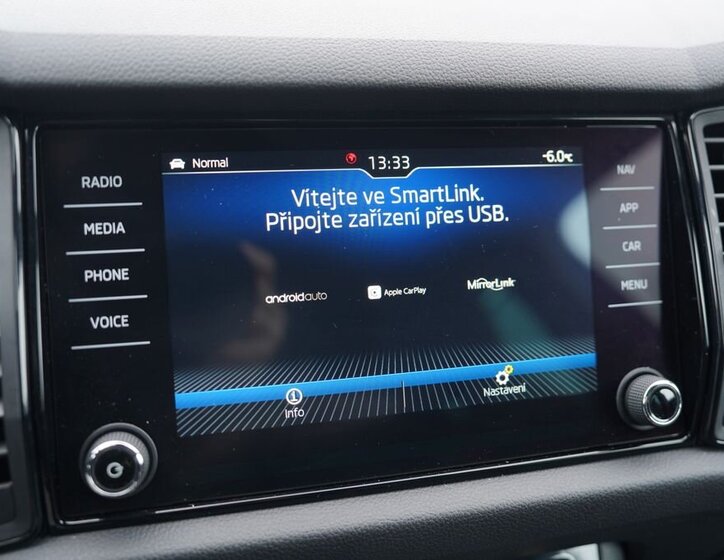 RADIO
MEDIA
PHONE
VOICE
Normal
13:33
-6.0°C
Vítejte ve SmartLink.
Připojte zařízení přes USB.
androidauto
Apple CarPlay
MirrorLink
Info
Nastavení
NAV
APP
CAR
MENU